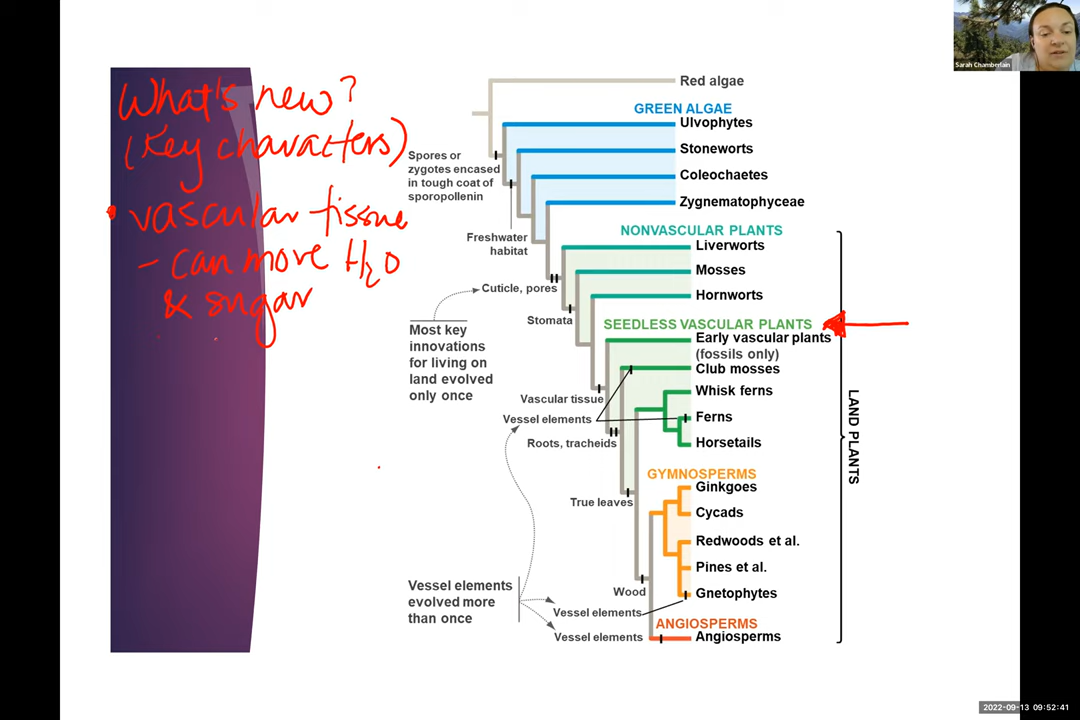 Sarah Chamberlain
What's new?
(Key characters)
• vascular tissue
- can move H2O
& sugar
Red algae
GREEN ALGAE
Ulvophytes
Stoneworts
Coleochaetes
Zygnematophyceae
Spores or
zygotes encased
in tough coat of
sporopollenin
Freshwater
habitat
NONVASCULAR PLANTS
Liverworts
Mosses
Hornworts
Cuticle, pores
Stomata
Most key
innovations
for living on
land evolved
only once
SEEDLESS VASCULAR PLANTS
Early vascular plants
(fossils only)
Club mosses
Whisk ferns
Ferns
Horsetails
Vascular tissue
Vessel elements
Roots, tracheids
LAND PLANTS
GYMNOSPERMS
Ginkgoes
Cycads
Redwoods et al.
Pines et al.
Gnetophytes
True leaves
Wood
Vessel elements
evolved more
than once
Vessel elements
Vessel elements
ANGIOSPERMS
Angiosperms
2022-09-13 09:52:41